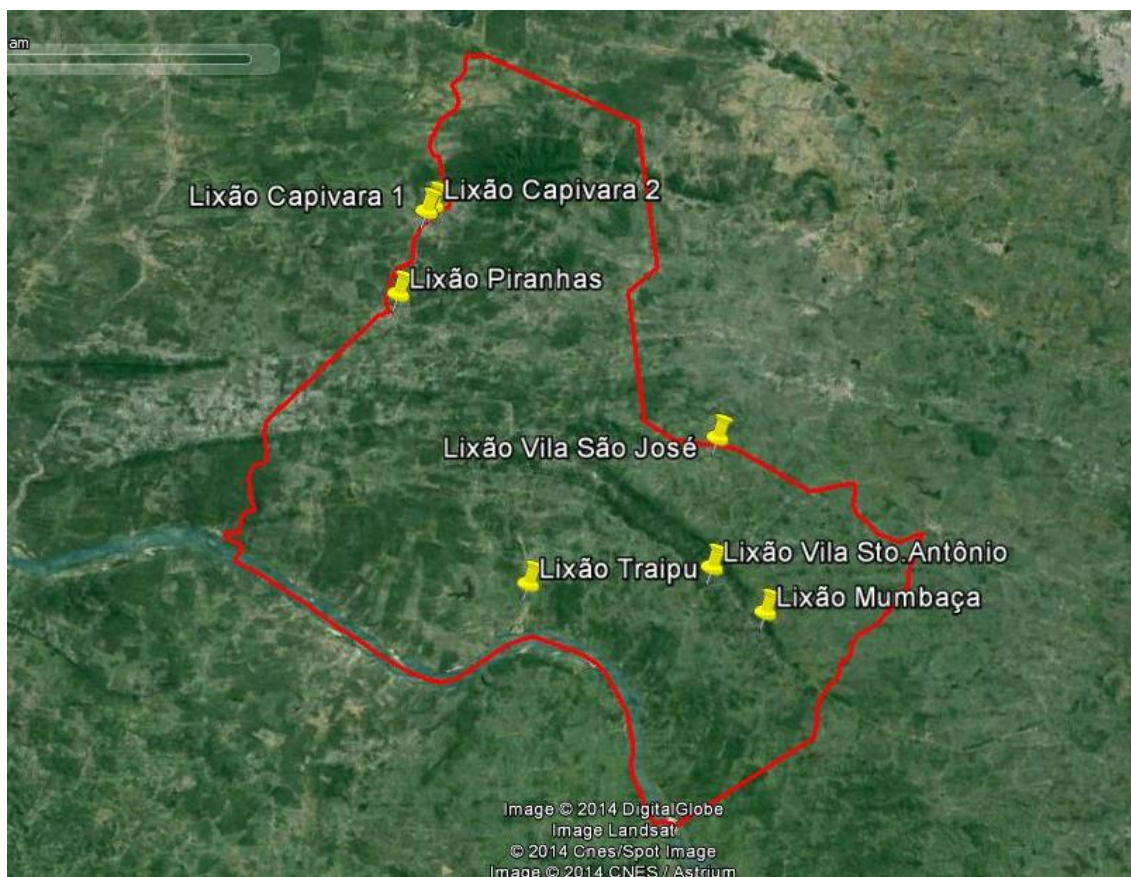 am
Lixão Capivara 1
Lixão Capivara 2
Lixão Piranhas
Lixão Vila São José
Lixão Vila Sto.Antônio
Lixão Traipu
Lixão Mumbaça
Image © 2014 DigitalGlobe
Image Landsat
© 2014 Cnes/Spot Image
Image © 2014 CNES / Astrium